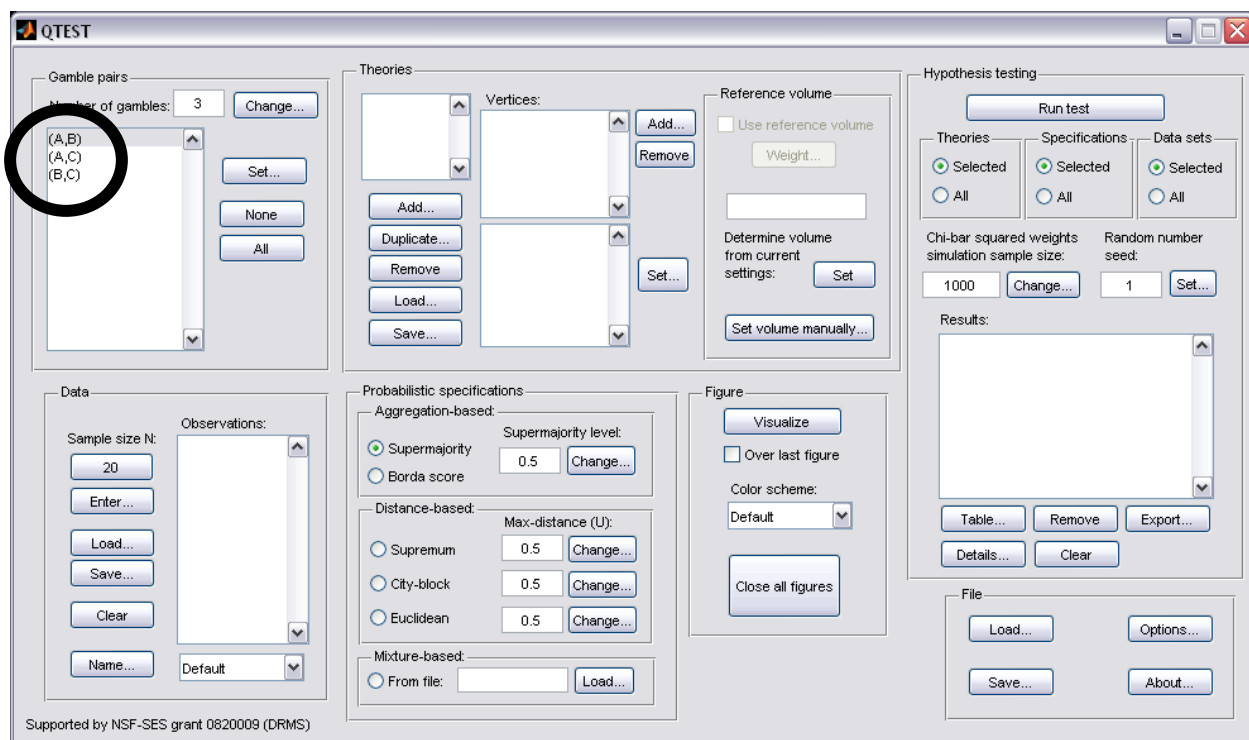 QTEST
Gamble pairs
Number of gambles: 3 Change...
(A,B)
(A,C)
(B,C)
Set...
None
All
Theories
Vertices:
Add...
Remove
Add...
Duplicate...
Remove
Load...
Save...
Set...
Reference volume
Use reference volume
Weight...
Determine volume
from current
settings: Set
Set volume manually...
Hypothesis testing
Run test
Theories
Selected
All
Specifications
Selected
All
Data sets
Selected
All
Chi-bar squared weights
simulation sample size:
1000 Change...
Random number
seed:
1 Set...
Results:
Table... Remove Export...
Details... Clear
Data
Sample size N:
20
Enter...
Load...
Save...
Clear
Name...
Observations:
Default
Probabilistic specifications
Aggregation-based:
Supermajority
Borda score
Supermajority level:
0.5 Change...
Distance-based:
Max-distance (U):
Supremum 0.5 Change...
City-block 0.5 Change...
Euclidean 0.5 Change...
Mixture-based:
From file: Load...
Figure
Visualize
Over last figure
Color scheme:
Default
Close all figures
File
Load... Options...
Save... About...
Supported by NSF-SES grant 0820009 (DRMS)